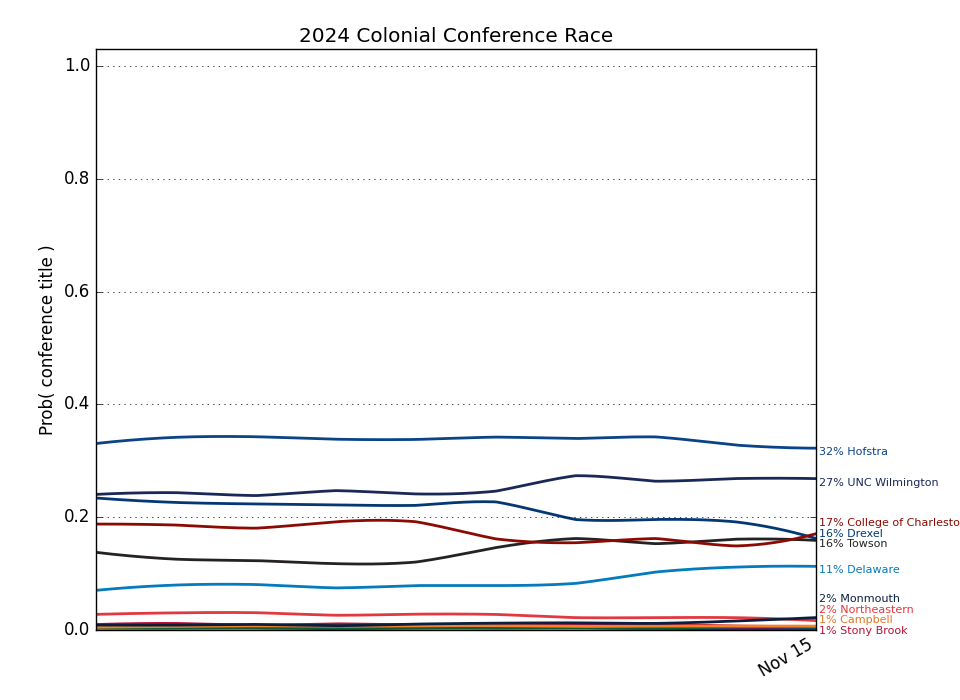 2024 Colonial Conference Race
Prob( conference title )
1.0
0.8
0.6
0.4
0.2
0.0
32% Hofstra
27% UNC Wilmington
17% College of Charlesto
16% Drexel
16% Towson
11% Delaware
2% Monmouth
2% Northeastern
1% Campbell
1% Stony Brook
Nov 15